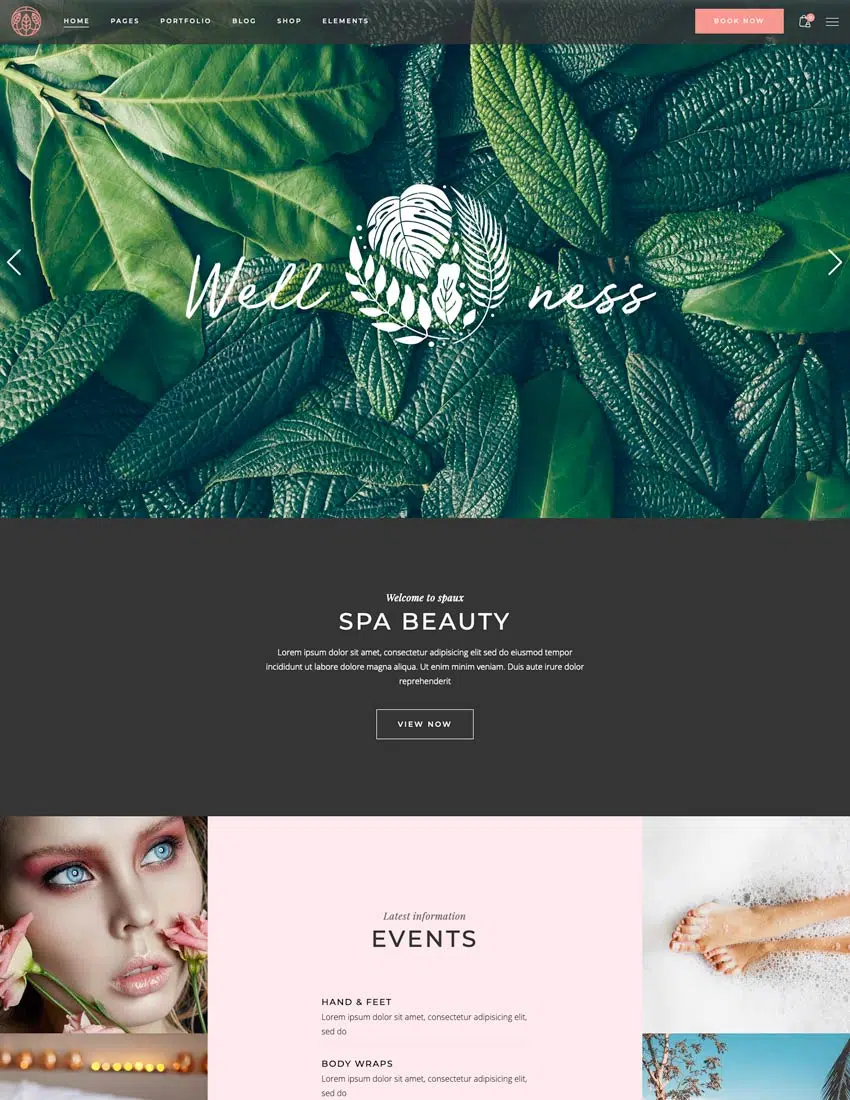 HOME PAGES PORTFOLIO BLOG SHOP ELEMENTS BOOK NOW
Well ness
Welcome to spaux
SPA BEAUTY
Lorem ipsum dolor sit amet, consectetur adipisicing elit sed do eiusmod tempor
incididunt ut labore dolore magna aliqua. Ut enim minim veniam. Duis aute irure dolor
reprehenderit
VIEW NOW
Latest information
EVENTS
HAND & FEET
Lorem ipsum dolor sit amet, consectetur adipisicing elit,
sed do
BODY WRAPS
Lorem ipsum dolor sit amet, consectetur adipisicing elit,
sed do